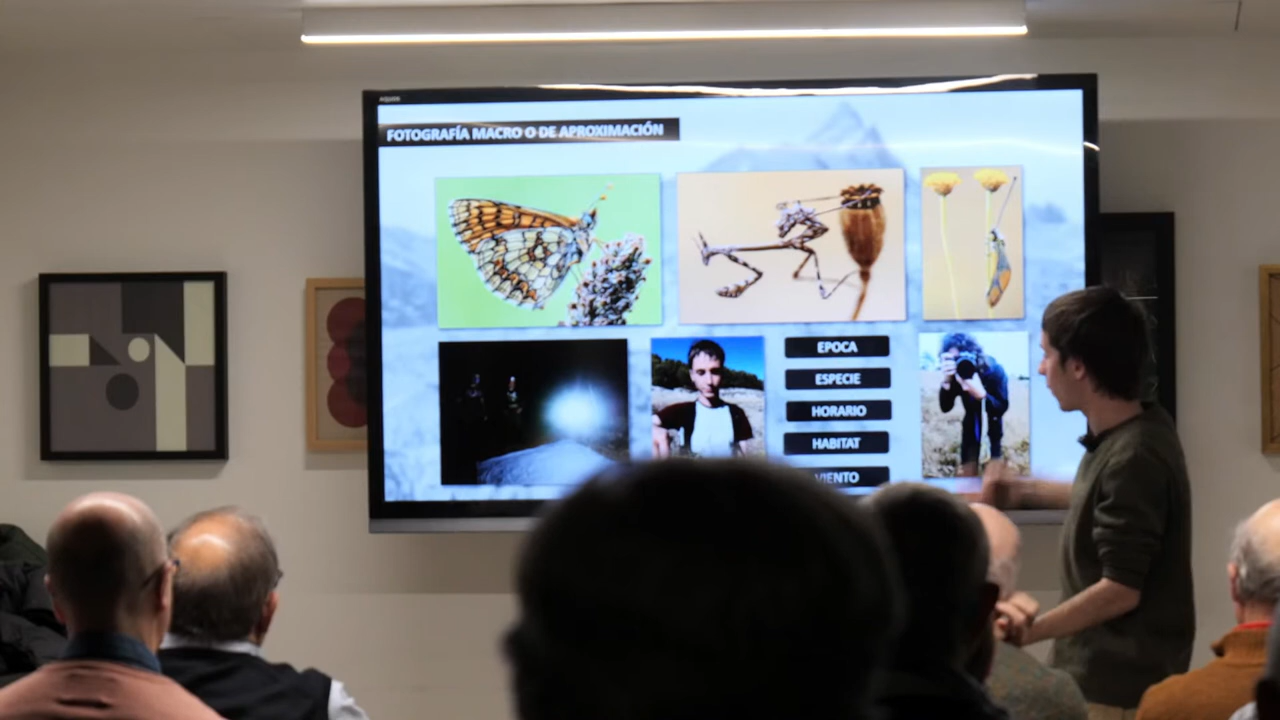 FOTOGRAFÍA MACRO O DE APROXIMACIÓN
EPOCA
ESPECIE
HORARIO
HABITAT
VIENTO